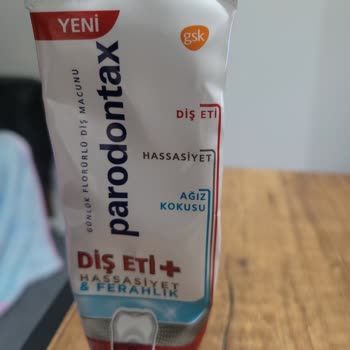 YENİ
gsk
GÜNLÜK FLORÜRLÜ DİŞ MACUNU
parodontax
DİŞ ETİ
HASSASİYET
AĞIZ
KOKUSU
DİŞ ETİ +
HASSASİYET
& FERAHLIK